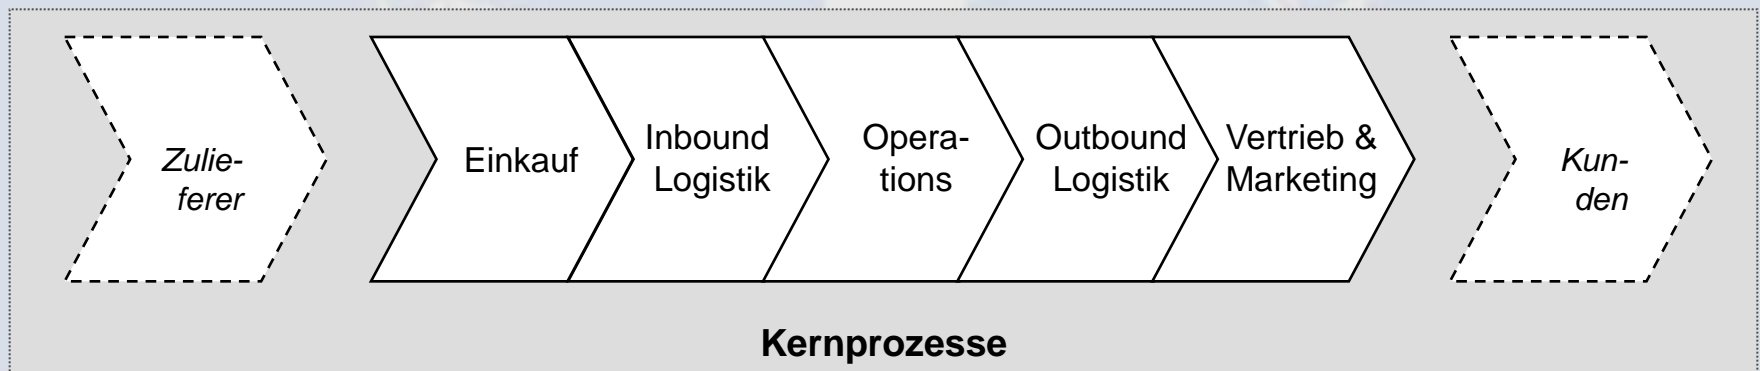 Zulie-
ferer
Einkauf
Inbound
Logistik
Opera-
tions
Outbound
Logistik
Vertrieb &
Marketing
Kun-
den
Kernprozesse